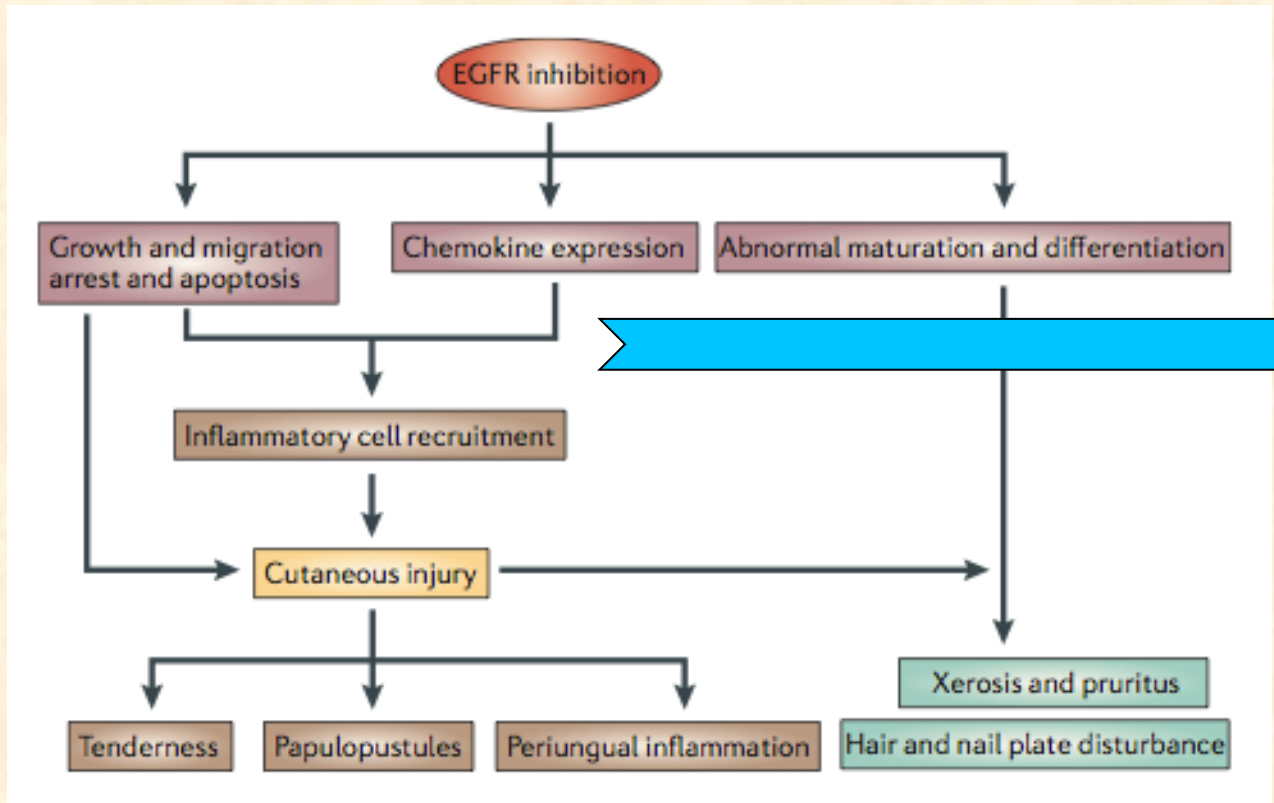 EGFR inhibition
Growth and migration
arrest and apoptosis
Chemokine expression
Abnormal maturation and differentiation
Inflammatory cell recruitment
Cutaneous injury
Xerosis and pruritus
Tenderness
Papulopustules
Periungual inflammation
Hair and nail plate disturbance